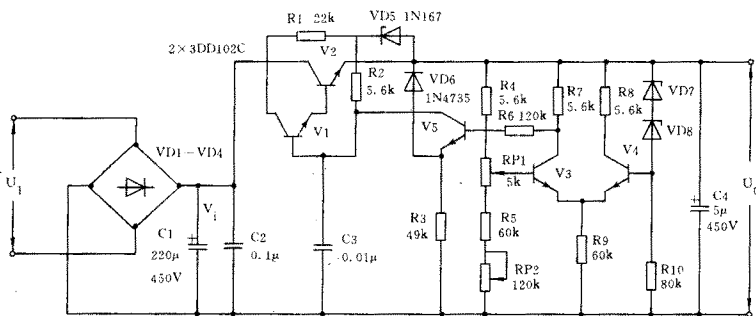 R1 22k
VD5 1N167
2×3DD102C
V2
R2
5.6k
VD6
1N4735
R4
5.6k
R7
5.6k
R8
5.6k
VD7
VD8
R6 120k
V5
V1
V3
V4
RP1
5k
VD1-VD4
U1
Vi
C1
220μ
450V
C2
0.1μ
C3
0.01μ
R3
49k
R5
60k
RP2
120k
R9
60k
R10
80k
C4
5μ
450V